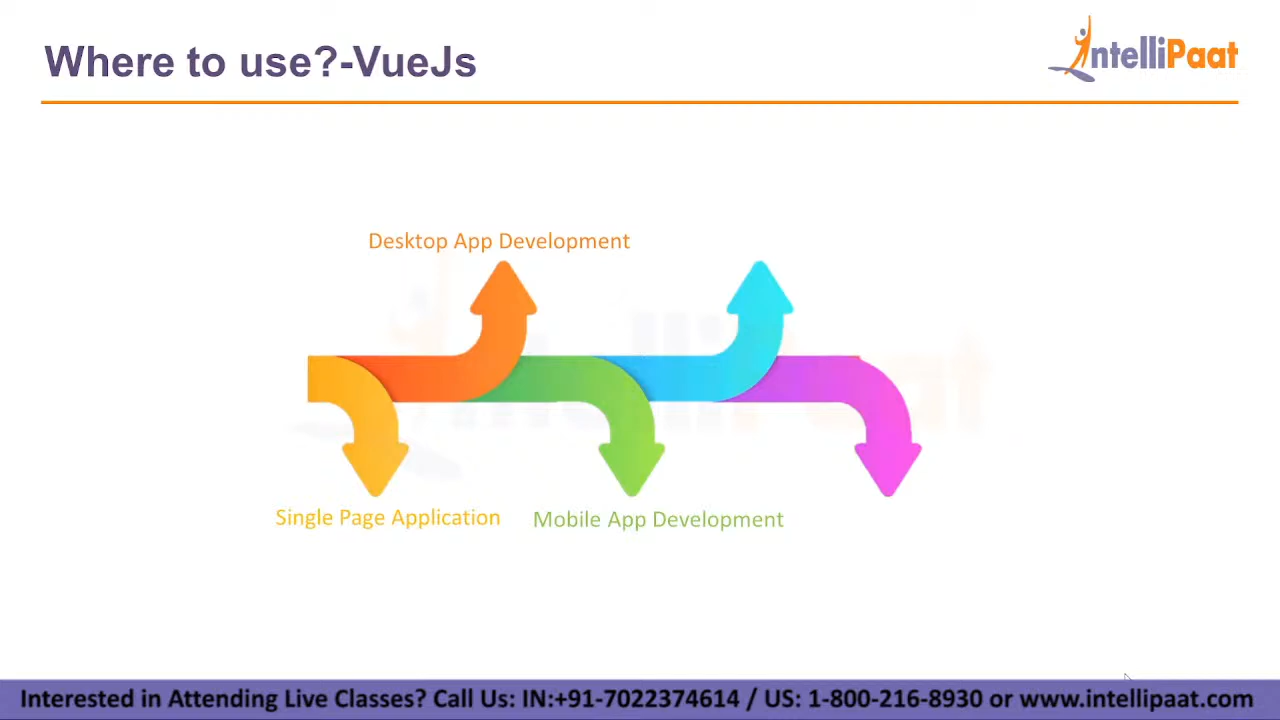 Where to use?-VueJs
IntelliPaat
Desktop App Development
IntelliPaat
Single Page Application
Mobile App Development
Interested in Attending Live Classes? Call Us: IN:+91-7022374614 / US: 1-800-216-8930 or www.intellipaat.com